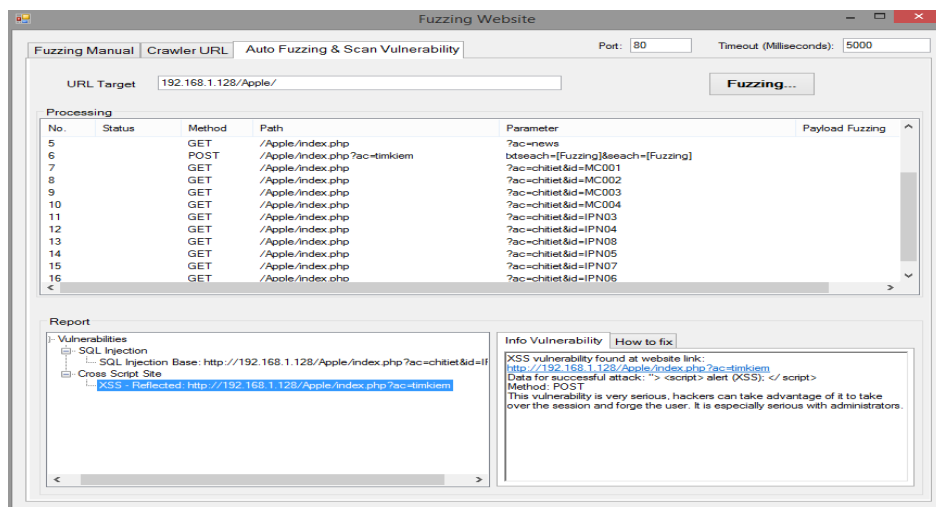 Fuzzing Website
Fuzzing Manual Crawler URL Auto Fuzzing & Scan Vulnerability Port: 80 Timeout (Milliseconds): 5000
URL Target 192.168.1.128/Apple/ Fuzzing...
Processing
No. Status Method Path Parameter Payload Fuzzing
5 GET /Apple/index.php ?ac=news
6 POST /Apple/index.php?ac=timkiem txtseach=[Fuzzing]&seach=[Fuzzing]
7 GET /Apple/index.php ?ac=chitiet&id=MC001
8 GET /Apple/index.php ?ac=chitiet&id=MC002
9 GET /Apple/index.php ?ac=chitiet&id=MC003
10 GET /Apple/index.php ?ac=chitiet&id=MC004
11 GET /Apple/index.php ?ac=chitiet&id=IPN03
12 GET /Apple/index.php ?ac=chitiet&id=IPN04
13 GET /Apple/index.php ?ac=chitiet&id=IPN08
14 GET /Apple/index.php ?ac=chitiet&id=IPN05
15 GET /Apple/index.php ?ac=chitiet&id=IPN07
16 GET /Apple/index.php ?ac=chitiet&id=IPN06
Report
Vulnerabilities
SQL Injection
SQL Injection Base: http://192.168.1.128/Apple/index.php?ac=chitiet&id=IF
Cross Script Site
XSS - Reflected: http://192.168.1.128/Apple/index.php?ac=timkiem
Info Vulnerability How to fix
XSS vulnerability found at website link:
http://192.168.1.128/Apple/index.php?ac=timkiem
Data for successful attack: "> <script> alert (XSS); </ script>
Method: POST
This vulnerability is very serious, hackers can take advantage of it to take
over the session and forge the user. It is especially serious with administrators.